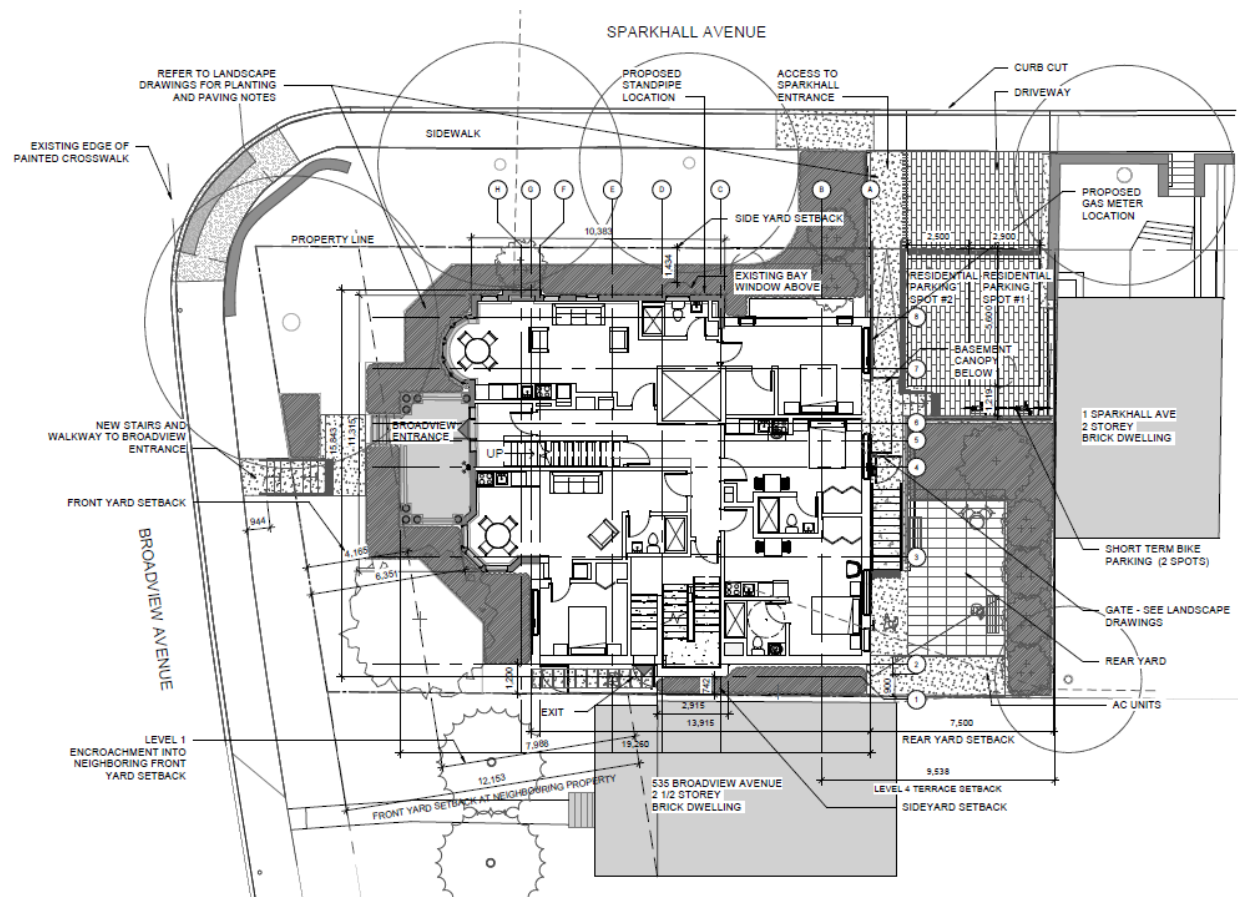 SPARKHALL AVENUE
REFER TO LANDSCAPE
DRAWINGS FOR PLANTING
AND PAVING NOTES
PROPOSED
STANDPIPE
LOCATION
ACCESS TO
SPARKHALL
ENTRANCE
CURB CUT
DRIVEWAY
SIDEWALK
EXISTING EDGE OF
PAINTED CROSSWALK
H
G
F
E
D
C
B
A
PROPOSED
GAS METER
LOCATION
SIDE YARD SETBACK
10,383
PROPERTY LINE
1,434
2,500
2,900
EXISTING BAY
WINDOW ABOVE
RESIDENTIAL
PARKING
SPOT #2
RESIDENTIAL
PARKING
SPOT #1
5,600
8
7
BASEMENT
CANOPY
BELOW
1,219
1 SPARKHALL AVE
2 STOREY
BRICK DWELLING
NEW STAIRS AND
WALKWAY TO BROADVIEW
ENTRANCE
15,843
11,315
BROADVIEW
ENTRANCE
UP
6
5
4
3
FRONT YARD SETBACK
944
4,165
6,351
BROADVIEW AVENUE
SHORT TERM BIKE
PARKING (2 SPOTS)
GATE - SEE LANDSCAPE
DRAWINGS
REAR YARD
2
1
1,200
742
900
AC UNITS
EXIT
2,915
13,915
7,500
REAR YARD SETBACK
LEVEL 1
ENCROACHMENT INTO
NEIGHBORING FRONT
YARD SETBACK
7,988
19,260
12,153
FRONT YARD SETBACK AT NEIGHBOURING PROPERTY
9,538
LEVEL 4 TERRACE SETBACK
535 BROADVIEW AVENUE
2 1/2 STOREY
BRICK DWELLING
SIDEYARD SETBACK